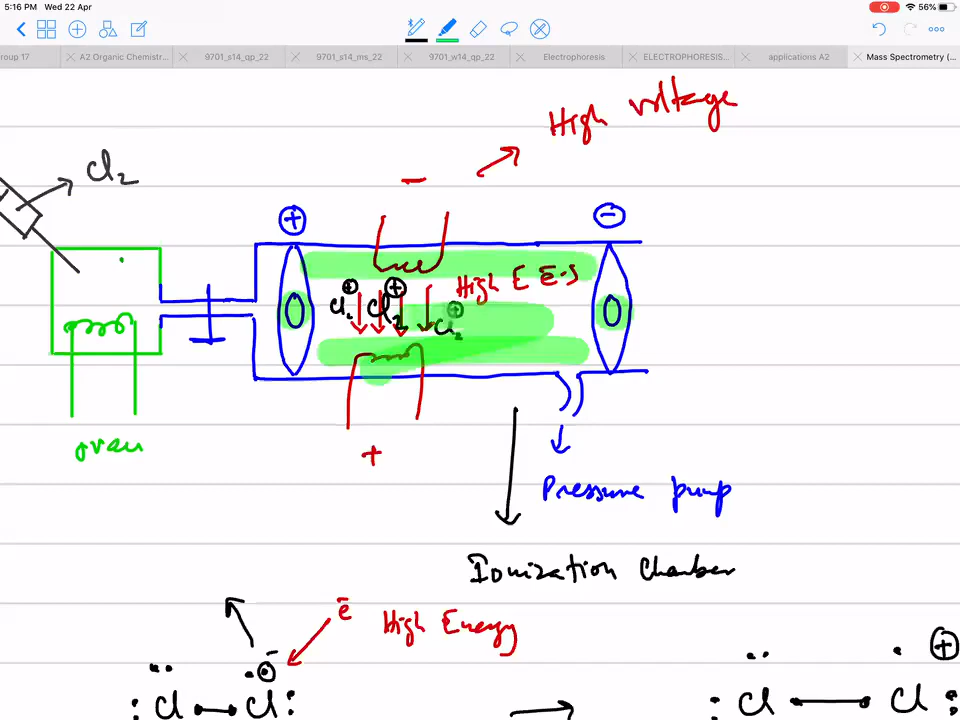 5:16 PM Wed 22 Apr
56%
roup 17
A2 Organic Chemistr...
9701_s14_qp_22
9701_s14_ms_22
9701_w14_qp_22
Electrophoresis
ELECTROPHORESIS...
applications A2
Mass Spectrometry (...
High voltage
Cl2
−
+ −
High E E-s
Cl2+ Cl2+ Cl2+
+
oven
Pressure pump
Ionization Chamber
e- High Energy
Cl Cl
Cl Cl +